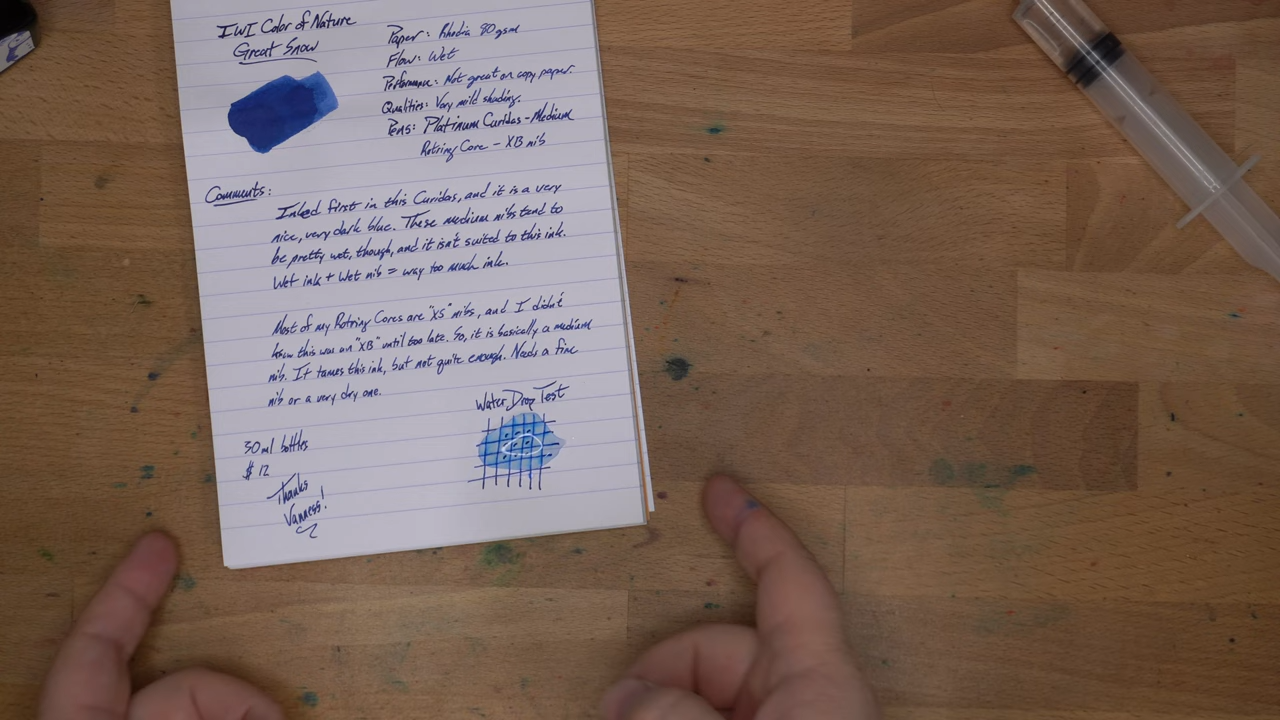 IWI Color of Nature
Great Snow
Paper: Rhodia 80gsm
Flow: Wet
Performance: Not great on copy paper.
Qualities: Very mild shading.
Pens: Platinum Curidas - Medium
Rotring Core - XB nib
Comments:
Inked first in this Curidas, and it is a very
nice, very dark blue. These medium nibs tend to
be pretty wet, though, and it isn't suited to this ink.
Wet ink + Wet nib = way too much ink.
Most of my Rotring Cores are "XS" nibs, and I didn't
know this was an "XB" until too late. So, it is basically a medium
nib. It tames this ink, but not quite enough. Needs a fine
nib or a very dry one.
Water Drop Test
30ml bottles
$12
Thanks
Vanness!